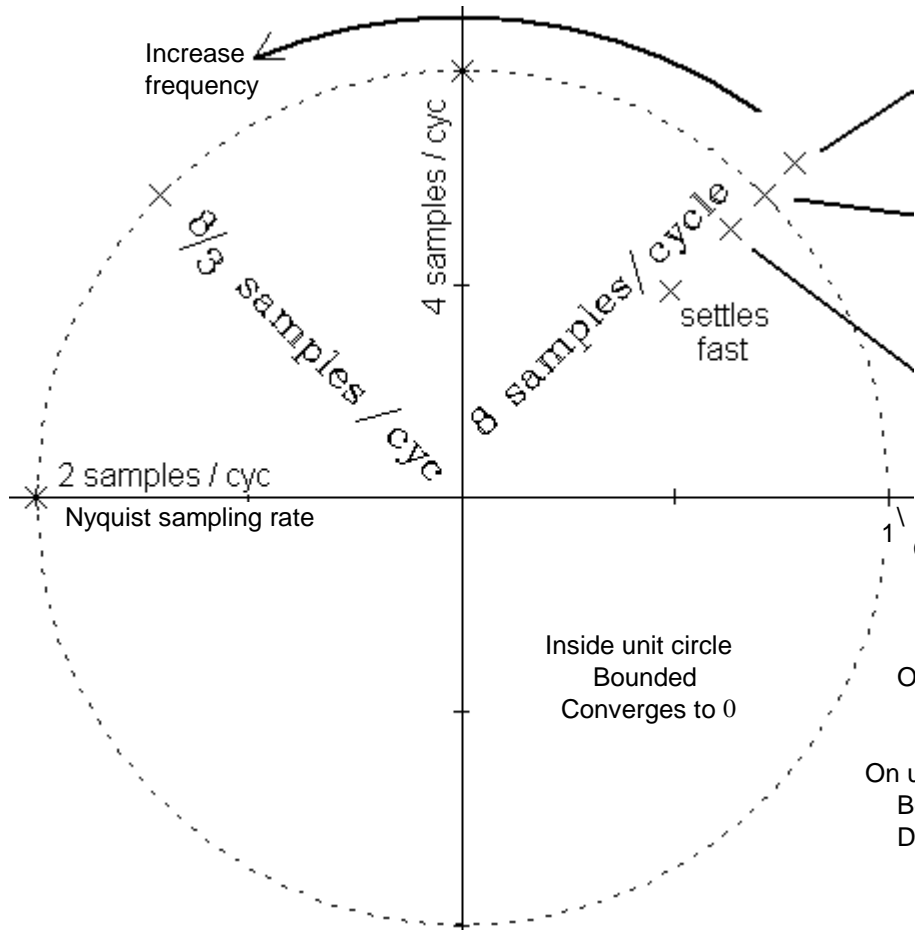 Increase
frequency
4 samples / cyc
8/3 samples / cyc
8 samples / cycle
settles
fast
2 samples / cyc
Nyquist sampling rate
1
Inside unit circle
Bounded
Converges to 0
O
On u
B
D